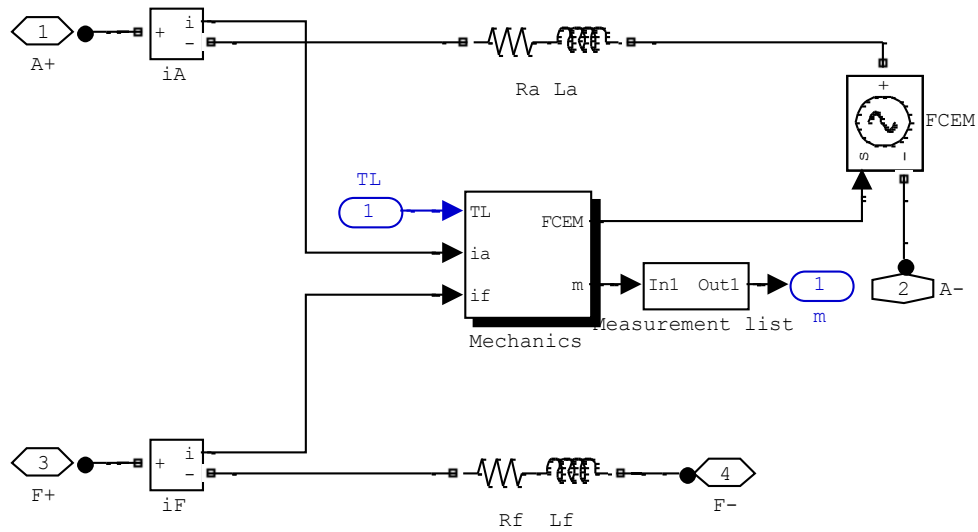 1
+
i
-
iA
A+
Ra La
+
FCEM
s
-
TL
1
TL
FCEM
ia
m
if
In1 Out1
1
2
A-
Measurement list
m
Mechanics
3
+
i
-
4
F+
iF
F-
Rf Lf